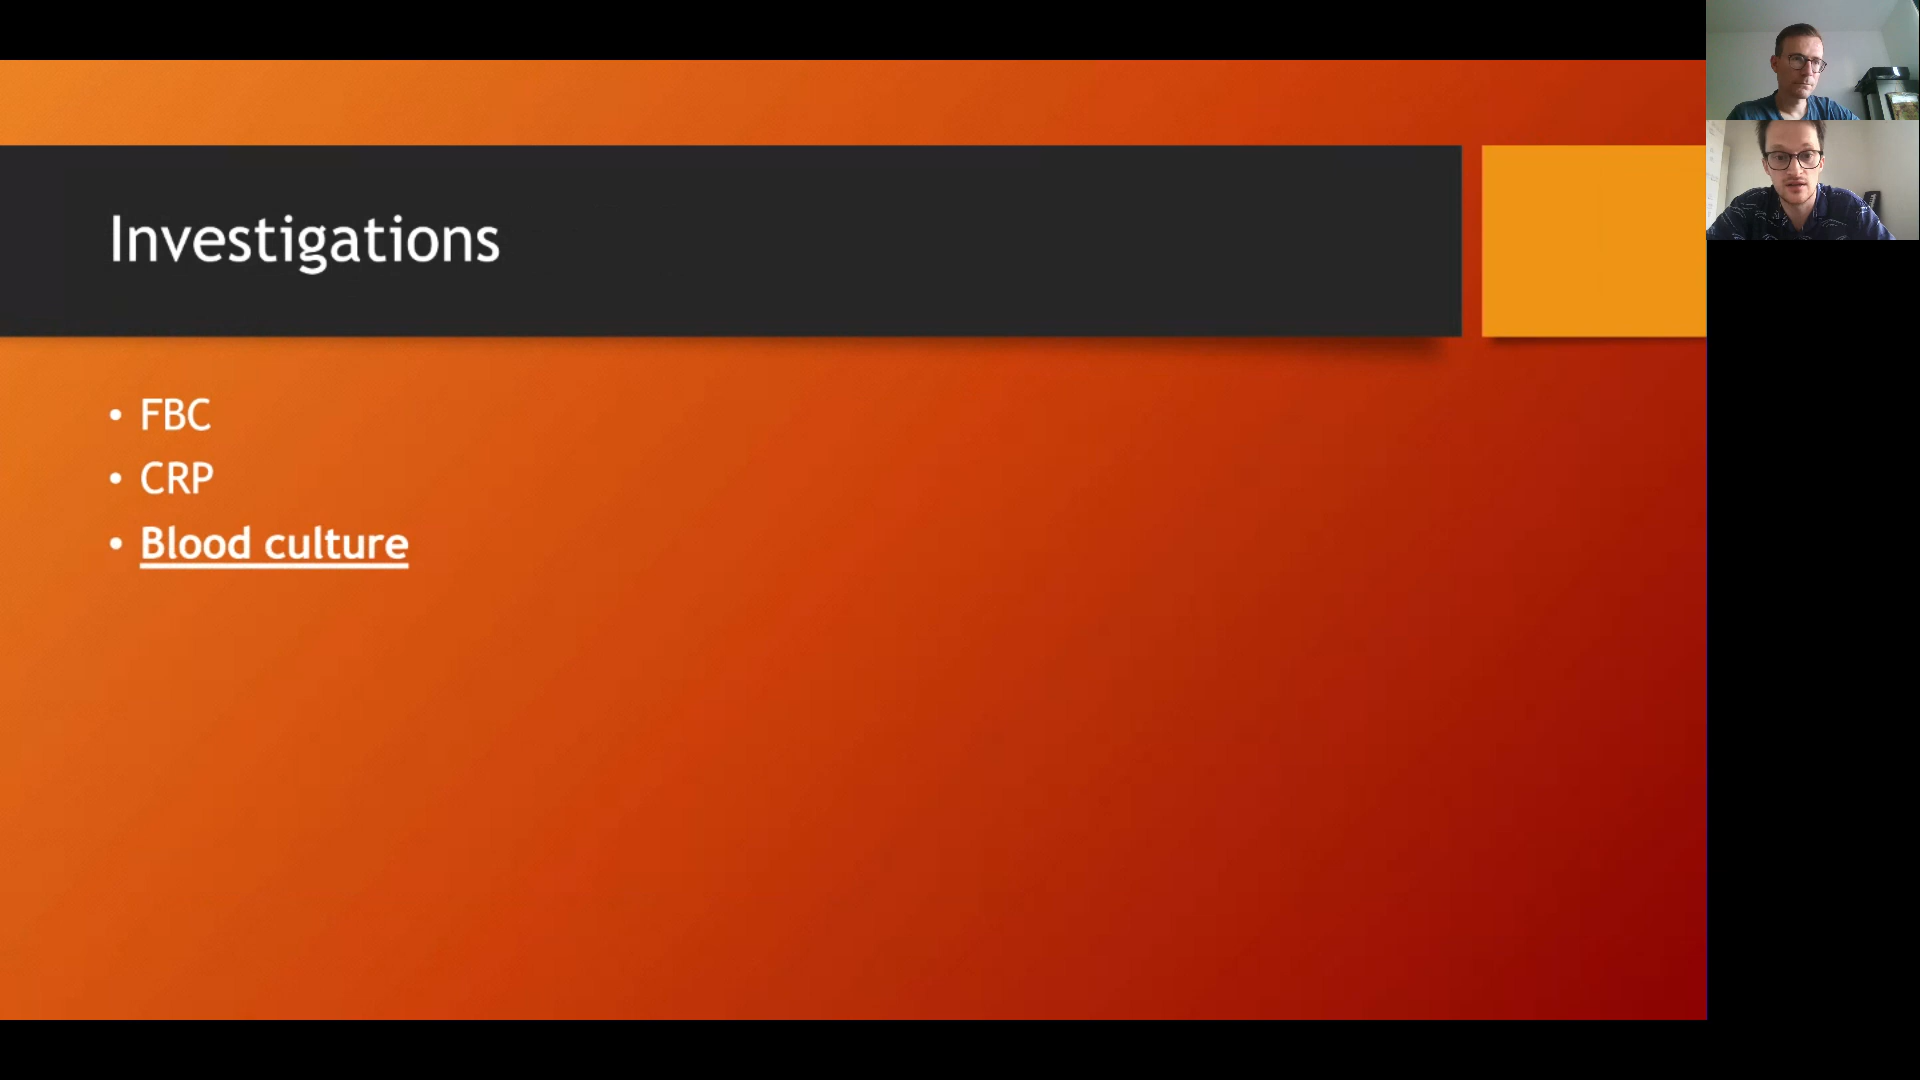 Investigations
• FBC
• CRP
• Blood culture